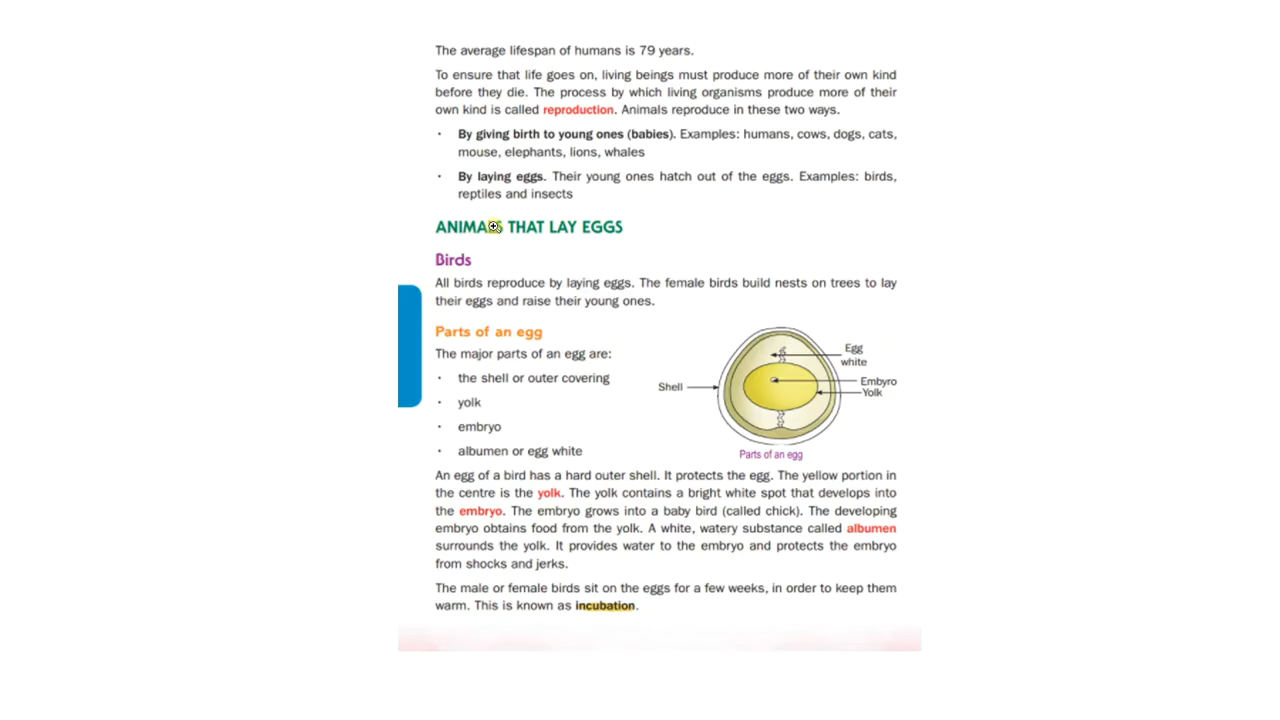 The average lifespan of humans is 79 years.
To ensure that life goes on, living beings must produce more of their own kind
before they die. The process by which living organisms produce more of their
own kind is called reproduction. Animals reproduce in these two ways.
· By giving birth to young ones (babies). Examples: humans, cows, dogs, cats,
mouse, elephants, lions, whales
· By laying eggs. Their young ones hatch out of the eggs. Examples: birds,
reptiles and insects
ANIMALS THAT LAY EGGS
Birds
All birds reproduce by laying eggs. The female birds build nests on trees to lay
their eggs and raise their young ones.
Parts of an egg
The major parts of an egg are:
· the shell or outer covering
· yolk
· embryo
· albumen or egg white
Egg
white
Shell
Embyro
Yolk
Parts of an egg
An egg of a bird has a hard outer shell. It protects the egg. The yellow portion in
the centre is the yolk. The yolk contains a bright white spot that develops into
the embryo. The embryo grows into a baby bird (called chick). The developing
embryo obtains food from the yolk. A white, watery substance called albumen
surrounds the yolk. It provides water to the embryo and protects the embryo
from shocks and jerks.
The male or female birds sit on the eggs for a few weeks, in order to keep them
warm. This is known as incubation.